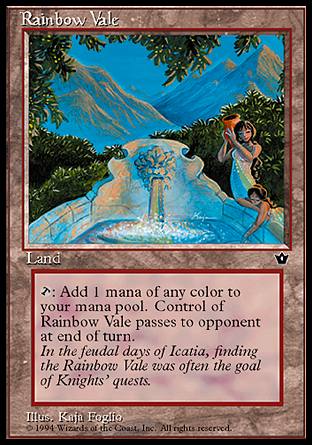 Rainbow Vale
Land
: Add 1 mana of any color to
your mana pool. Control of
Rainbow Vale passes to opponent
at end of turn.
In the feudal days of Icatia, finding
the Rainbow Vale was often the goal
of Knights' quests.
Illus. Kaja Foglio
© 1994 Wizards of the Coast, Inc. All rights reserved.